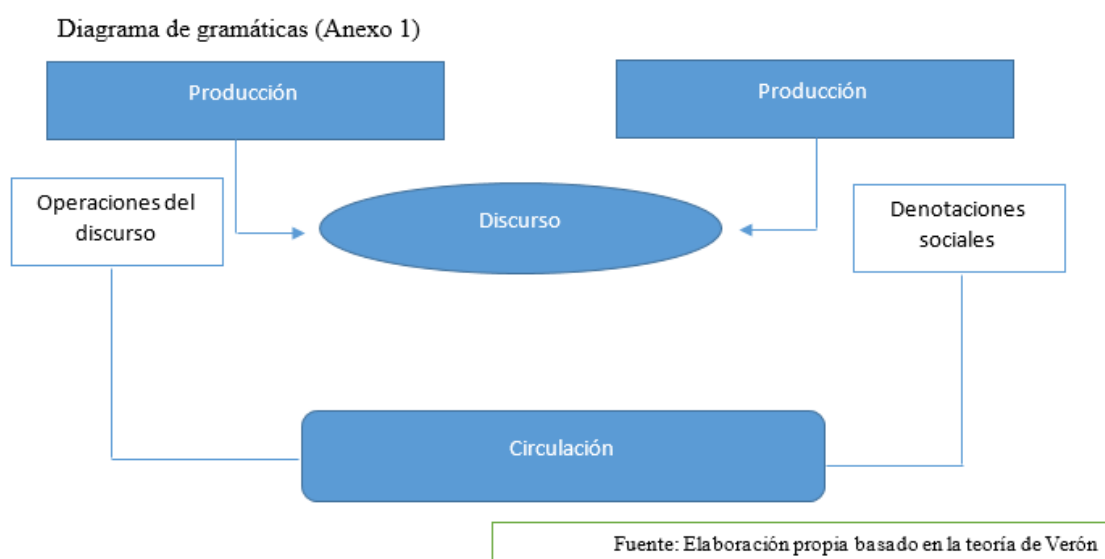 Diagrama de gramáticas (Anexo 1)
Producción
Producción
Operaciones del
discurso
Discurso
Denotaciones
sociales
Circulación
Fuente: Elaboración propia basado en la teoría de Verón